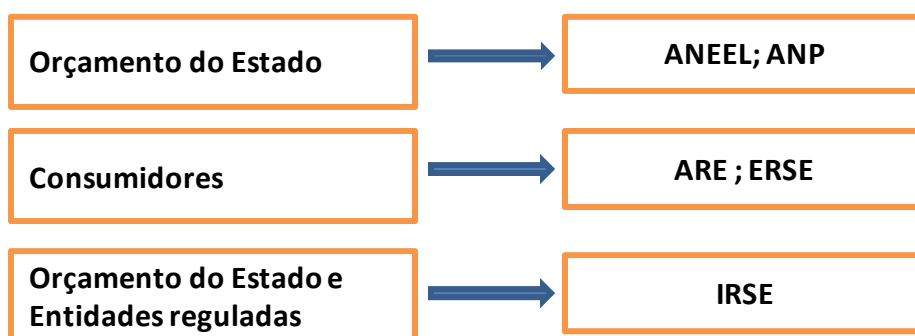 Orçamento do Estado
ANEEL; ANP
Consumidores
ARE ; ERSE
Orçamento do Estado e
Entidades reguladas
IRSE